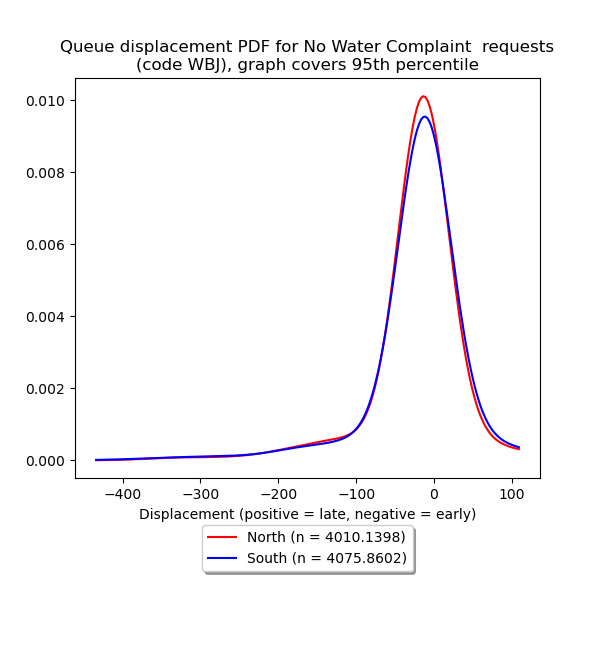 Queue displacement PDF for No Water Complaint  requests
(code WBJ), graph covers 95th percentile
0.010
0.008
0.006
0.004
0.002
0.000
−400 −300 −200 −100 0 100
Displacement (positive = late, negative = early)
North (n = 4010.1398)
South (n = 4075.8602)